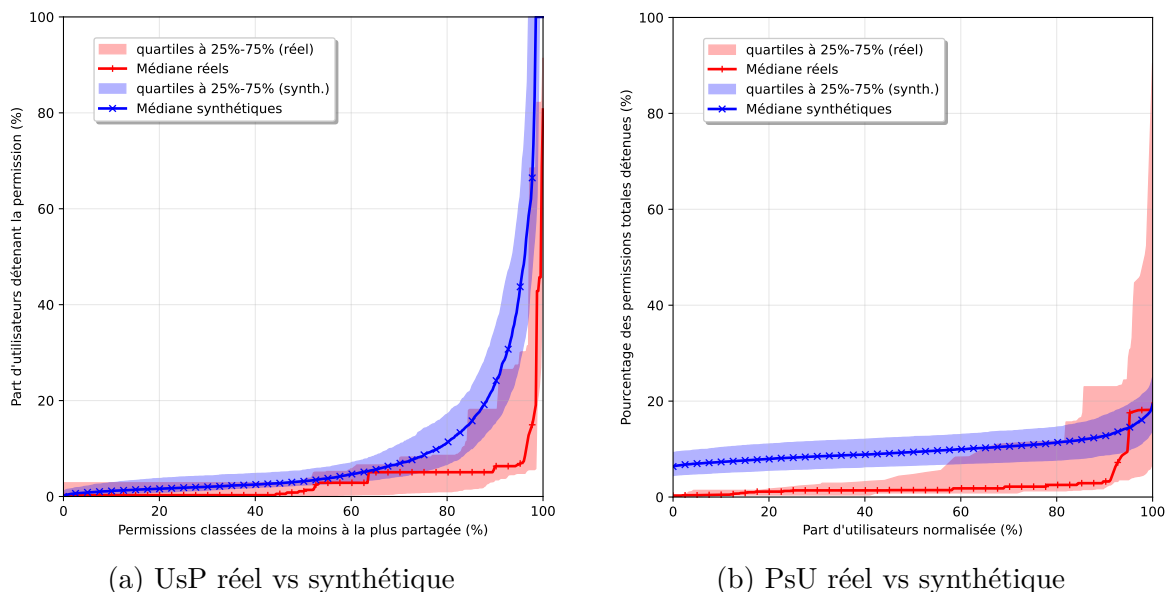 100
80
60
40
20
0
0 20 40 60 80 100
Part d'utilisateurs détenant la permission (%)
Permissions classées de la moins à la plus partagée (%)
quartiles à 25%-75% (réel)
Médiane réels
quartiles à 25%-75% (synth.)
Médiane synthétiques
(a) UsP réel vs synthétique
100
80
60
40
20
0
0 20 40 60 80 100
Pourcentage des permissions totales détenues (%)
Part d'utilisateurs normalisée (%)
quartiles à 25%-75% (réel)
Médiane réels
quartiles à 25%-75% (synth.)
Médiane synthétiques
(b) PsU réel vs synthétique